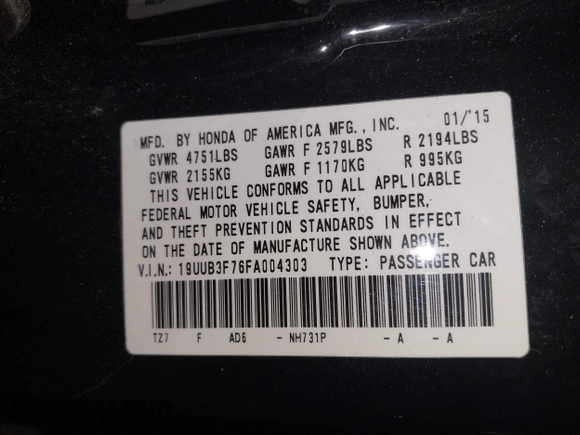 MFD. BY HONDA OF AMERICA MFG., INC. 01/'15
GVWR 4751LBS GAWR F 2579LBS R 2194LBS
GVWR 2155KG GAWR F 1170KG R 995KG
THIS VEHICLE CONFORMS TO ALL APPLICABLE
FEDERAL MOTOR VEHICLE SAFETY, BUMPER,
AND THEFT PREVENTION STANDARDS IN EFFECT
ON THE DATE OF MANUFACTURE SHOWN ABOVE.
V.I.N.: 19UUB3F76FA004303 TYPE: PASSENGER CAR
TZ7 F AD6 - NH731P - A - A